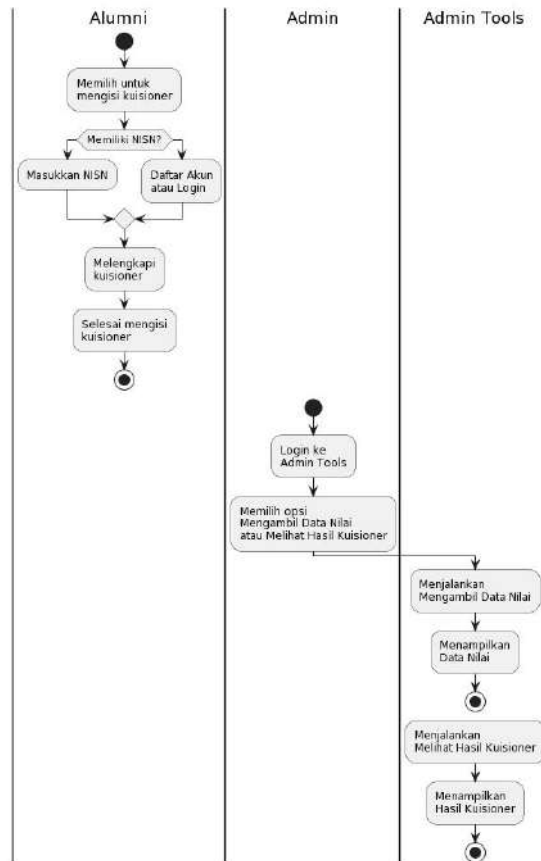 Alumni
Admin
Admin Tools
Memilih untuk
mengisi kuisioner
Memiliki NISN?
Masukkan NISN
Daftar Akun
atau Login
Melengkapi
kuisioner
Selesai mengisi
kuisioner
Login ke
Admin Tools
Memilih opsi
Mengambil Data Nilai
atau Melihat Hasil Kuisioner
Menjalankan
Mengambil Data Nilai
Menampilkan
Data Nilai
Menjalankan
Melihat Hasil Kuisioner
Menampilkan
Hasil Kuisioner